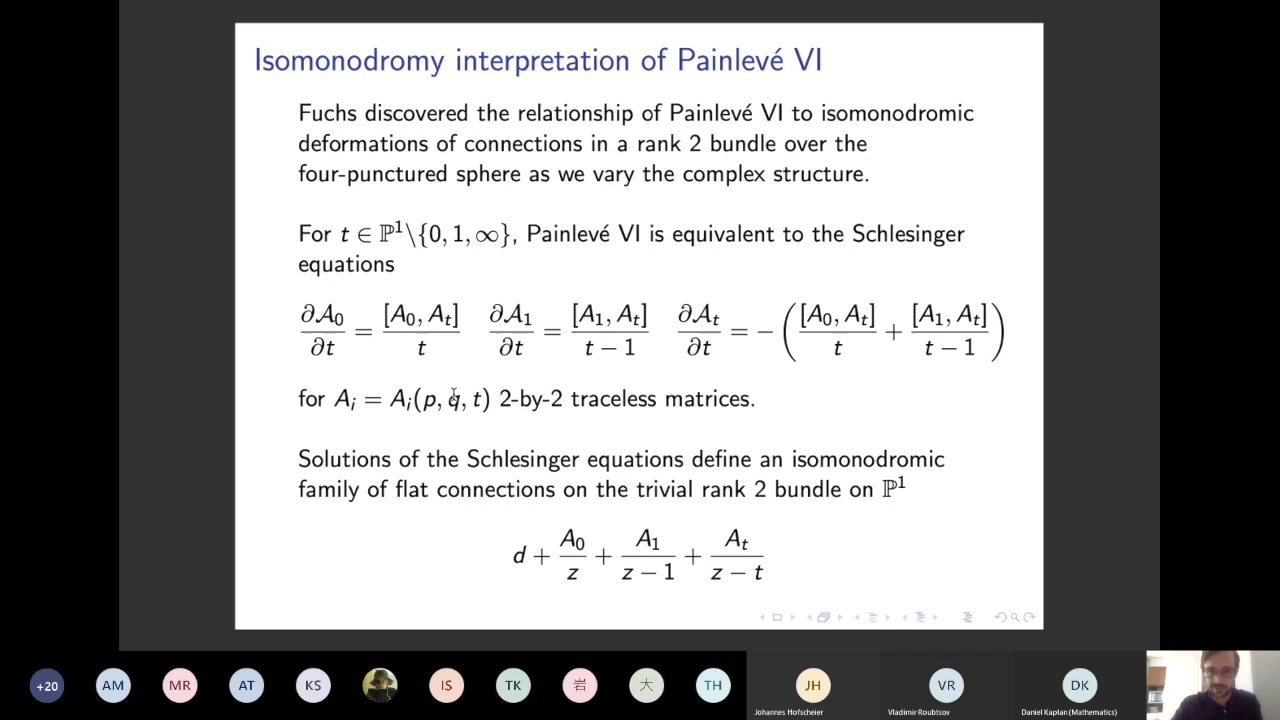 Isomonodromy interpretation of Painlevé VI
Fuchs discovered the relationship of Painlevé VI to isomonodromic
deformations of connections in a rank 2 bundle over the
four-punctured sphere as we vary the complex structure.
For t ∈ ℙ¹\{0, 1, ∞}, Painlevé VI is equivalent to the Schlesinger
equations
∂𝒜₀/∂t = [A₀, Aₜ]/t   ∂𝒜₁/∂t = [A₁, Aₜ]/(t − 1)   ∂𝒜ₜ/∂t = −([A₀, Aₜ]/t + [A₁, Aₜ]/(t − 1))
for Aᵢ = Aᵢ(p, q, t) 2-by-2 traceless matrices.
Solutions of the Schlesinger equations define an isomonodromic
family of flat connections on the trivial rank 2 bundle on ℙ¹
d + A₀/z + A₁/(z − 1) + Aₜ/(z − t)
+20 AM MR AT KS IS TK 岩 大 TH JH VR DK
Johannes Hofscheier Vladimir Roubtsov Daniel Kaplan (Mathematics)